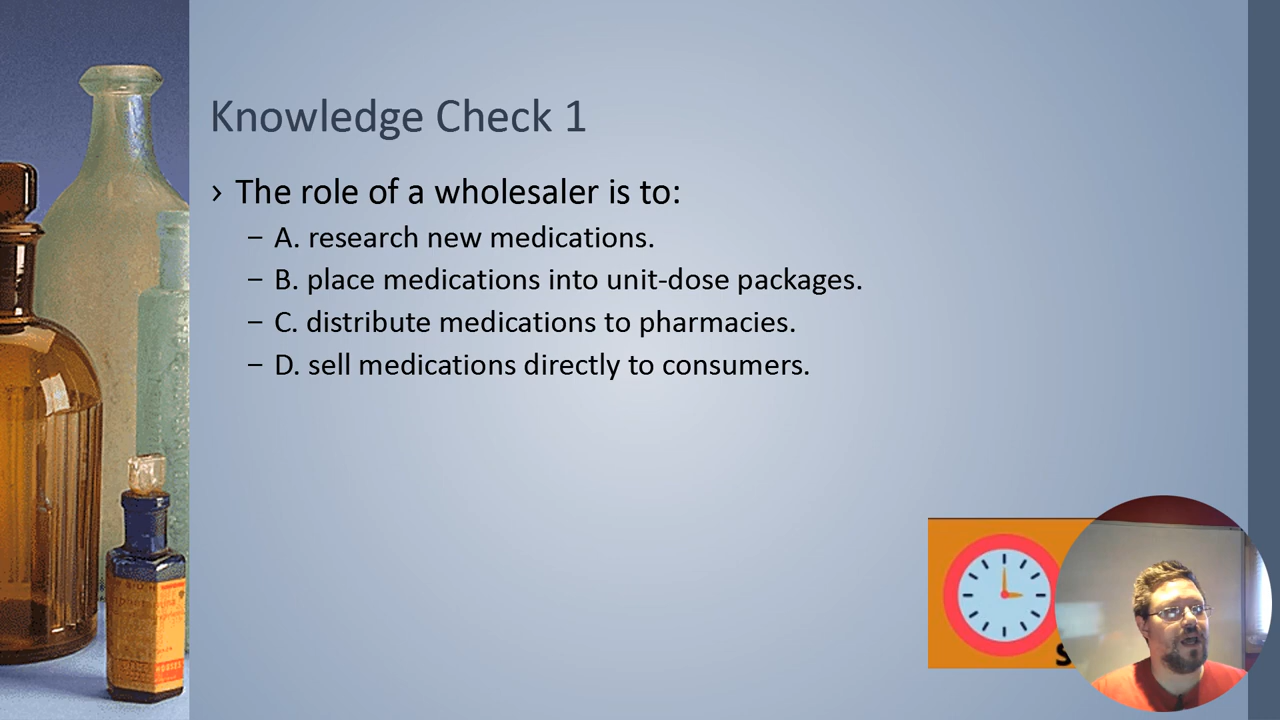 Knowledge Check 1
› The role of a wholesaler is to:
– A. research new medications.
– B. place medications into unit-dose packages.
– C. distribute medications to pharmacies.
– D. sell medications directly to consumers.